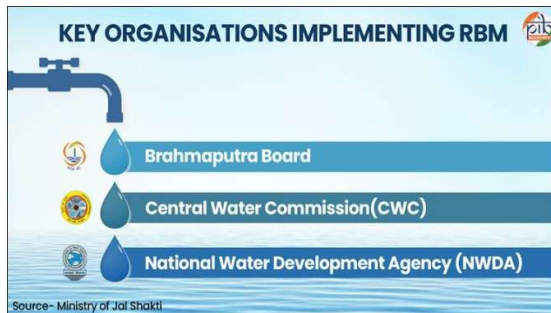 KEY ORGANISATIONS IMPLEMENTING RBM
pib
Brahmaputra Board
Central Water Commission(CWC)
National Water Development Agency (NWDA)
Source- Ministry of Jal Shakti